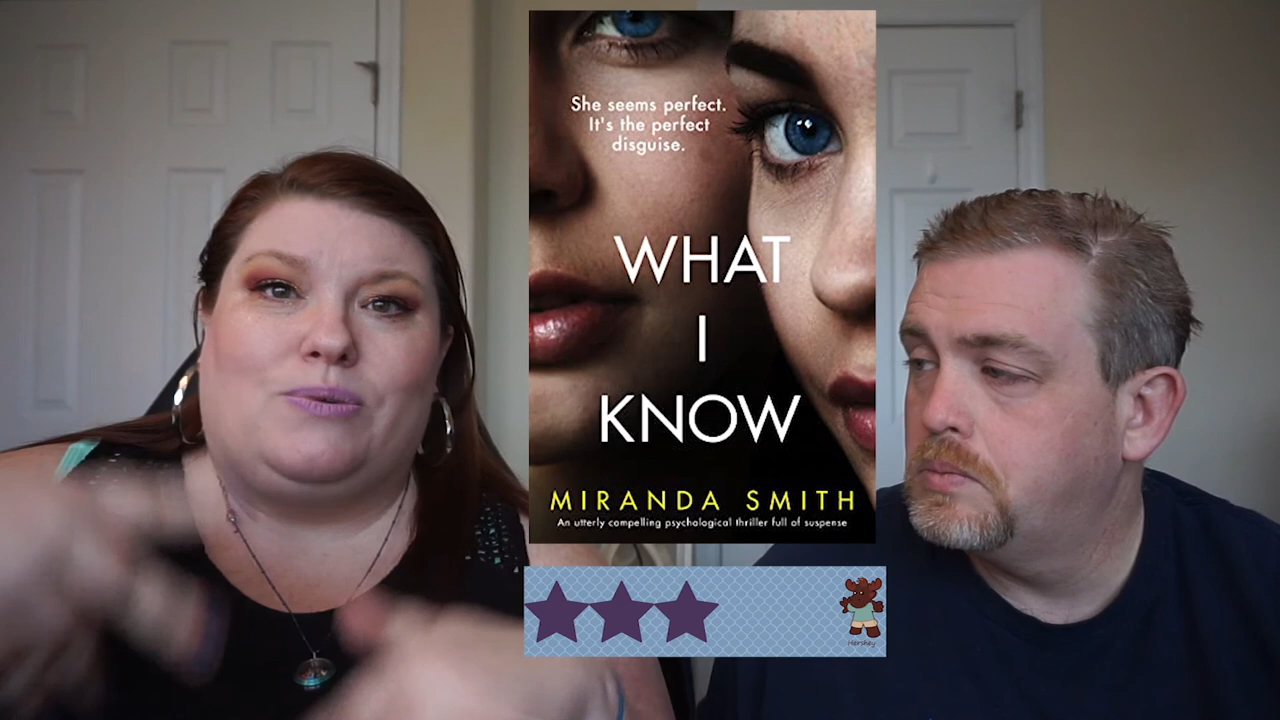 She seems perfect.
It's the perfect
disguise.
WHAT
I
KNOW
MIRANDA SMITH
An utterly compelling psychological thriller full of suspense
Hershey